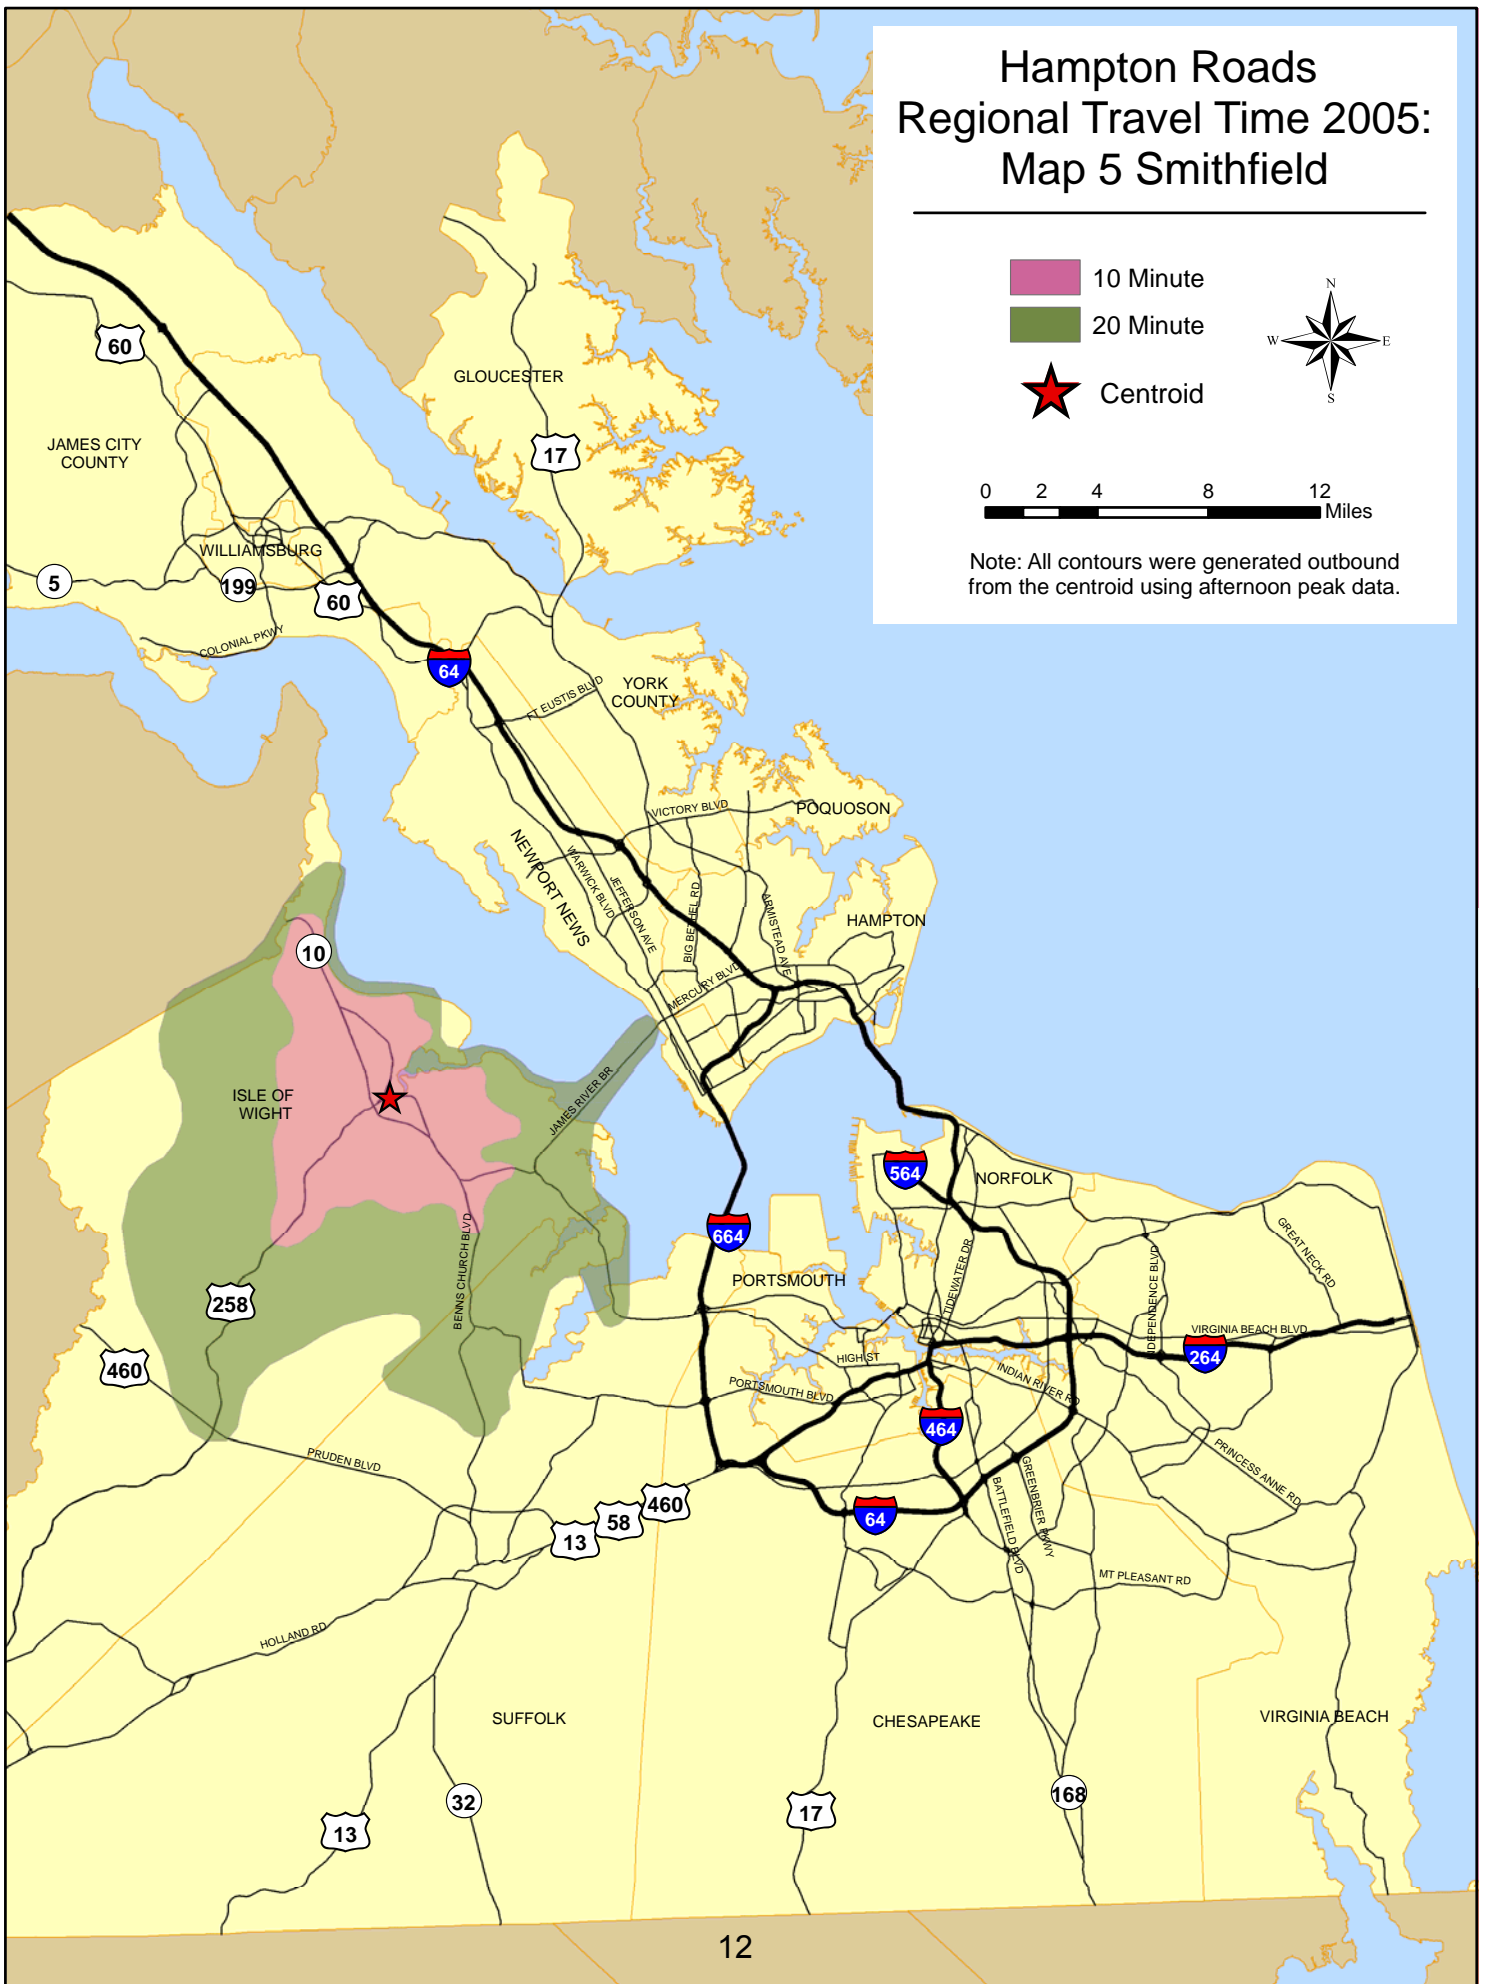 Hampton Roads
Regional Travel Time 2005:
Map 5 Smithfield
10 Minute
20 Minute
Centroid
N
W
E
S
0 2 4 8 12
Miles
Note: All contours were generated outbound
from the centroid using afternoon peak data.
60
GLOUCESTER
17
JAMES CITY
COUNTY
WILLIAMSBURG
5
199
60
COLONIAL PKWY
64
FT EUSTIS BLVD
YORK
COUNTY
VICTORY BLVD
POQUOSON
NEWPORT NEWS
WARWICK BLVD
JEFFERSON AVE
BIG BETHEL RD
ARMISTEAD AVE
HAMPTON
MERCURY BLVD
10
ISLE OF
WIGHT
JAMES RIVER BR
564
NORFOLK
664
PORTSMOUTH
TIDEWATER DR
INDEPENDENCE BLVD
GREAT NECK RD
BENNS CHURCH BLVD
258
460
VIRGINIA BEACH BLVD
264
HIGH ST
INDIAN RIVER RD
PORTSMOUTH BLVD
464
PRUDEN BLVD
PRINCESS ANNE RD
460
58
13
64
BATTLEFIELD BLVD
GREENBRIER PKWY
MT PLEASANT RD
HOLLAND RD
SUFFOLK
CHESAPEAKE
VIRGINIA BEACH
32
13
17
168
12